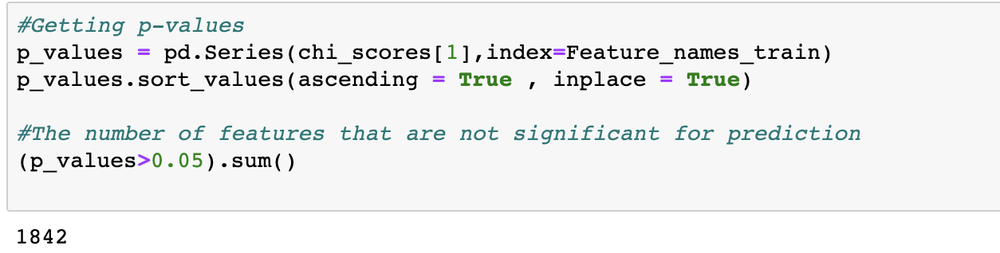 #Getting p-values
p_values = pd.Series(chi_scores[1],index=Feature_names_train)
p_values.sort_values(ascending = True , inplace = True)
#The number of features that are not significant for prediction
(p_values>0.05).sum()
1842